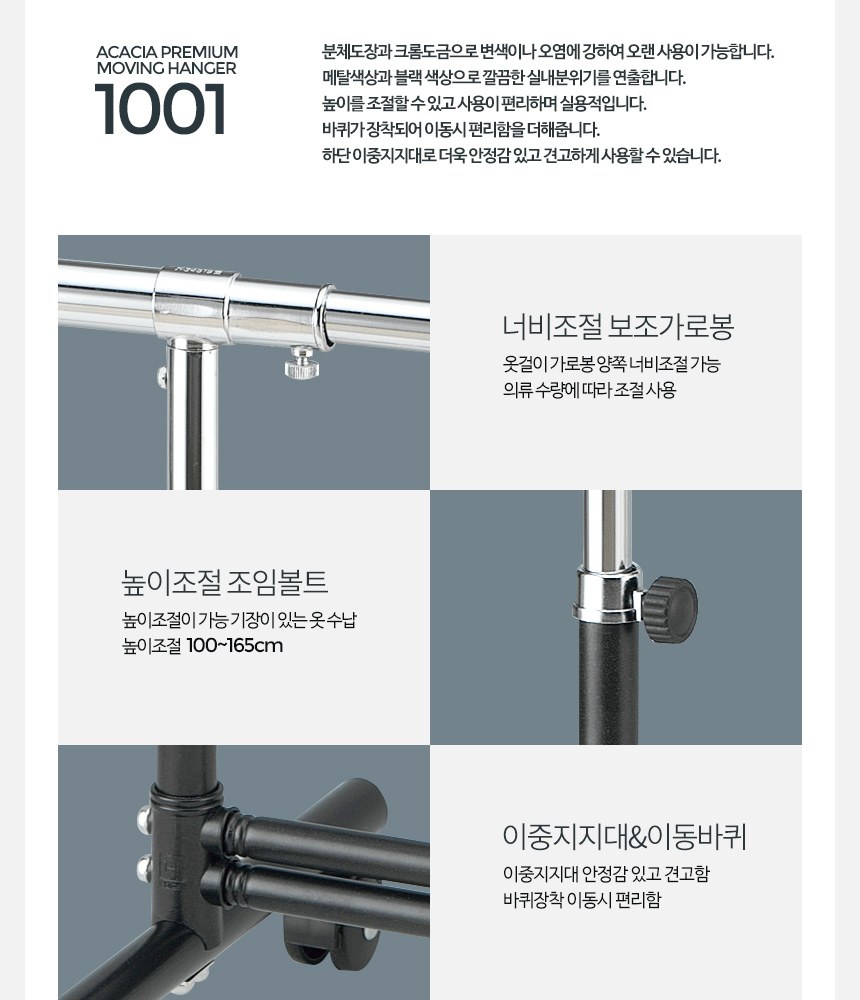 ACACIA PREMIUM
MOVING HANGER
1001
분체도장과 크롬도금으로 변색이나 오염에 강하여 오랜 사용이 가능합니다.
메탈색상과 블랙 색상으로 깔끔한 실내분위기를 연출합니다.
높이를 조절할 수 있고 사용이 편리하며 실용적입니다.
바퀴가 장착되어 이동시 편리함을 더해줍니다.
하단 이중지지대로 더욱 안정감 있고 견고하게 사용할 수 있습니다.
너비조절 보조가로봉
옷걸이 가로봉 양쪽 너비조절 가능
의류 수량에 따라 조절 사용
높이조절 조임볼트
높이조절이 가능 기장이 있는 옷 수납
높이조절 100~165cm
이중지지대&이동바퀴
이중지지대 안정감 있고 견고함
바퀴장착 이동시 편리함